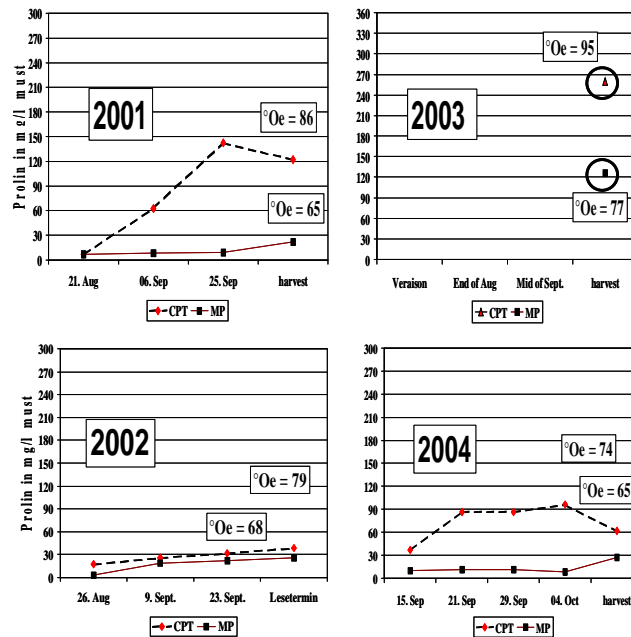 300
270
240
210
180
150
120
90
60
30
0
Prolin in mg/l must
2001
°Oe = 86
°Oe = 65
21. Aug 06. Sep 25. Sep harvest
CPT MP
360
330
300
270
240
210
180
150
120
90
60
30
0
°Oe = 95
2003
°Oe = 77
Veraison End of Aug Mid of Sept. harvest
CPT MP
300
270
240
210
180
150
120
90
60
30
0
Prolin in mg/l must
2002
°Oe = 79
°Oe = 68
26. Aug 9. Sept. 23. Sept. Lesetermin
CPT MP
300
270
240
210
180
150
120
90
60
30
0
2004
°Oe = 74
°Oe = 65
15. Sep 21. Sep 29. Sep 04. Oct harvest
CPT MP